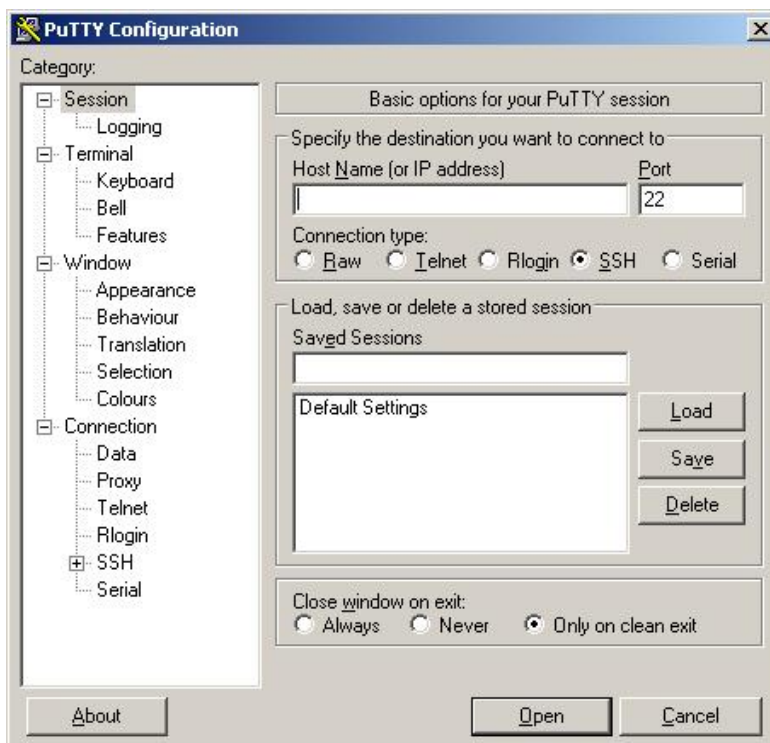 PuTTY Configuration
Category:
Session
Logging
Terminal
Keyboard
Bell
Features
Window
Appearance
Behaviour
Translation
Selection
Colours
Connection
Data
Proxy
Telnet
Rlogin
SSH
Serial
Basic options for your PuTTY session
Specify the destination you want to connect to
Host Name (or IP address) Port
22
Connection type:
Raw Telnet Rlogin SSH Serial
Load, save or delete a stored session
Saved Sessions
Default Settings
Load
Save
Delete
Close window on exit:
Always Never Only on clean exit
About Open Cancel